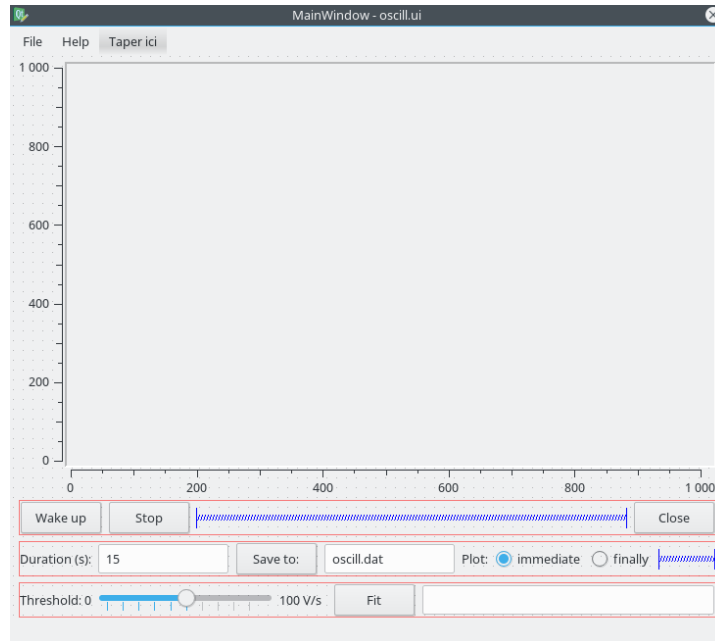 MainWindow - oscill.ui
File Help Taper ici
1 000
800
600
400
200
0
0 200 400 600 800 1 000
Wake up Stop Close
Duration (s): 15 Save to: oscill.dat Plot: immediate finally
Threshold: 0 100 V/s Fit